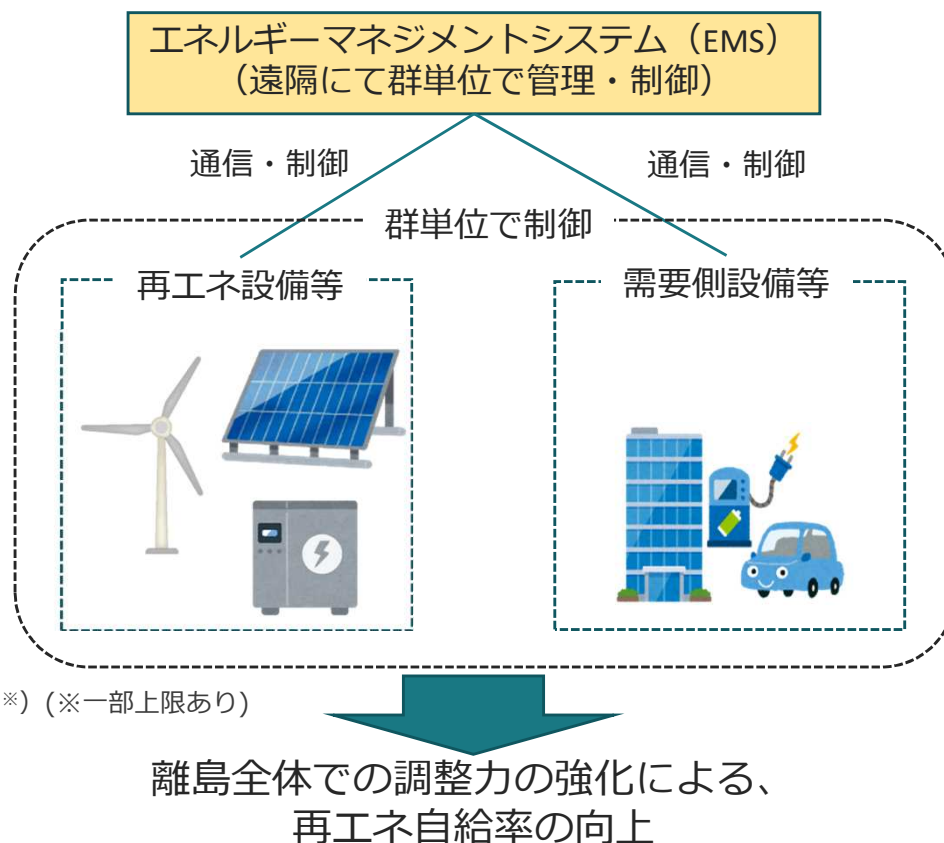 エネルギーマネジメントシステム（EMS）
（遠隔にて群単位で管理・制御）
通信・制御
通信・制御
群単位で制御
再エネ設備等
需要側設備等
※）(※一部上限あり)
離島全体での調整力の強化による、
再エネ自給率の向上